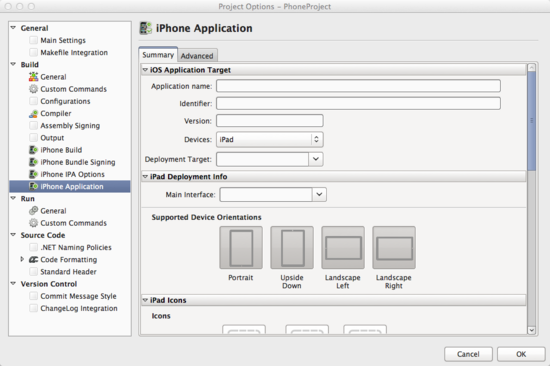 Project Options – PhoneProject
General
Main Settings
Makefile Integration
Build
General
Custom Commands
Configurations
Compiler
Assembly Signing
Output
iPhone Build
iPhone Bundle Signing
iPhone IPA Options
iPhone Application
Run
General
Custom Commands
Source Code
.NET Naming Policies
Code Formatting
Standard Header
Version Control
Commit Message Style
ChangeLog Integration
iPhone Application
Summary Advanced
iOS Application Target
Application name:
Identifier:
Version:
Devices: iPad
Deployment Target:
iPad Deployment Info
Main Interface:
Supported Device Orientations
Portrait Upside Down Landscape Left Landscape Right
iPad Icons
Icons
Cancel OK